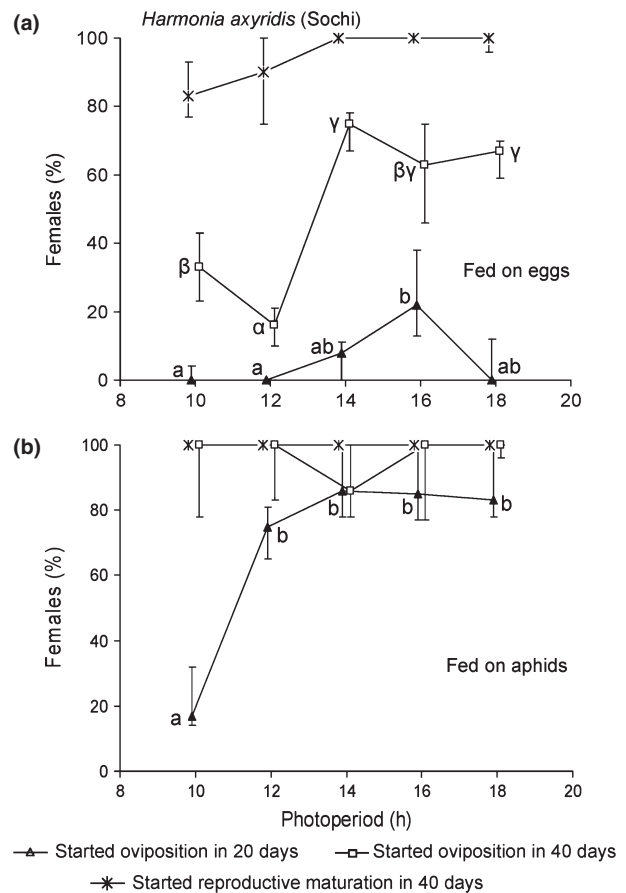 (a)
Harmonia axyridis (Sochi)
100
80
60
40
20
0
Females (%)
γ
βγ
γ
β
α
Fed on eggs
a
a
ab
b
ab
8 10 12 14 16 18 20
(b)
100
80
60
40
20
0
Females (%)
b
b
b
b
a
Fed on aphids
8 10 12 14 16 18 20
Photoperiod (h)
Started oviposition in 20 days Started oviposition in 40 days
Started reproductive maturation in 40 days